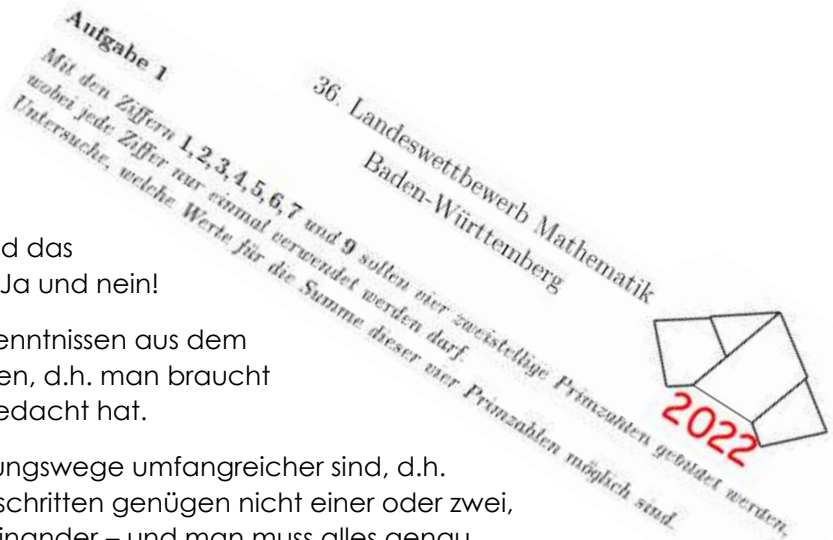 Aufgabe 1
Mit den Ziffern 1, 2, 3, 4, 5, 6, 7 und 9 sollen vier zweistellige Primzahlen gebildet werden,
wobei jede Ziffer nur einmal verwendet werden darf.
Untersuche, welche Werte für die Summe dieser vier Primzahlen möglich sind.
36. Landeswettbewerb Mathematik
Baden-Württemberg
2022
d das
Ja und nein!
enntnissen aus dem
en, d.h. man braucht
edacht hat.
ungswege umfangreicher sind, d.h.
schritten genügen nicht einer oder zwei,
inander – und man muss alles genau